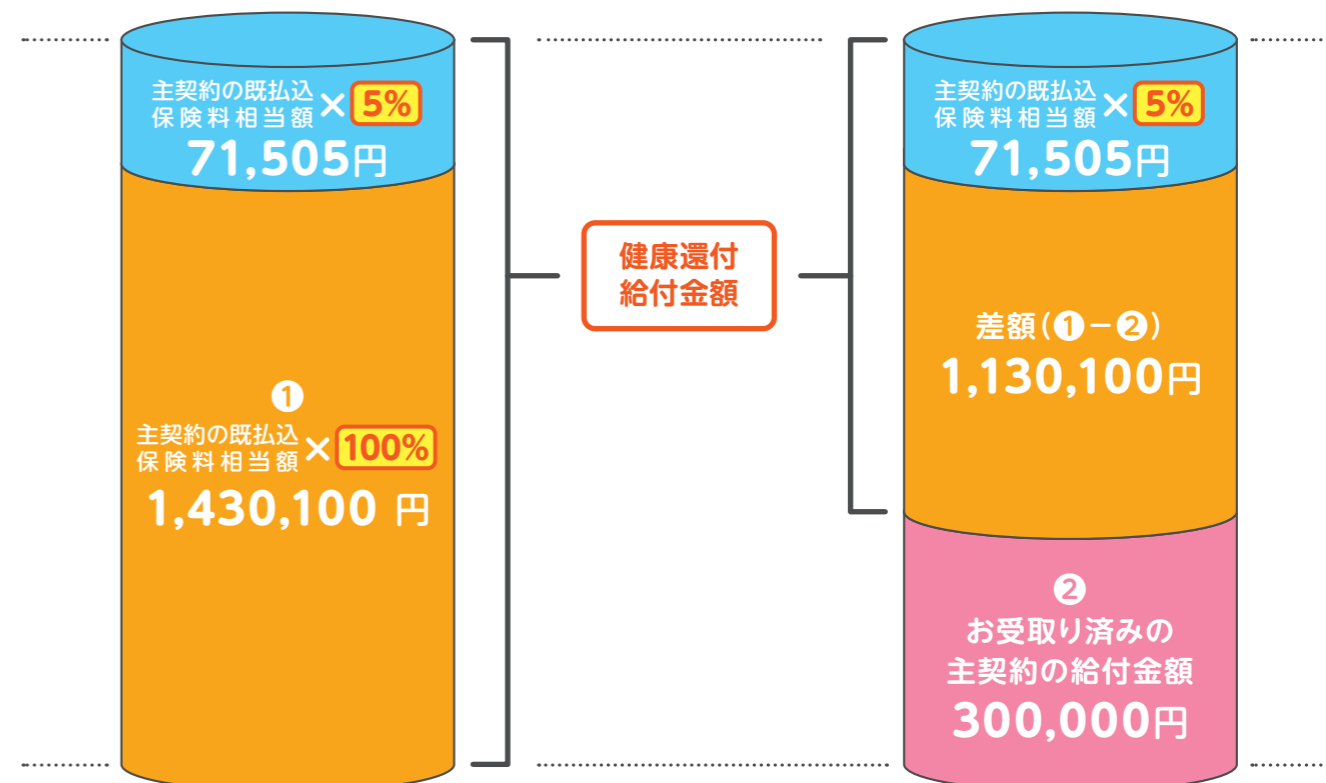 主契約の既払込
保険料相当額 × 5%
71,505円
❶
主契約の既払込
保険料相当額 × 100%
1,430,100 円
健康還付
給付金額
主契約の既払込
保険料相当額 × 5%
71,505円
差額(❶−❷)
1,130,100円
❷
お受取り済みの
主契約の給付金額
300,000円